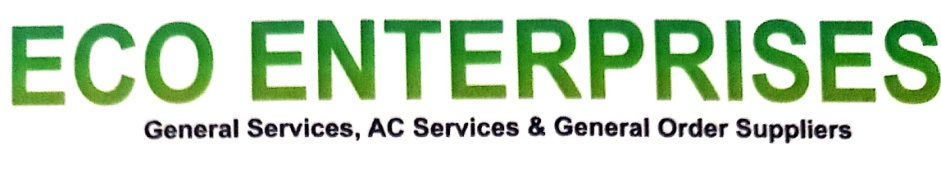 ECO ENTERPRISES
General Services, AC Services & General Order Suppliers